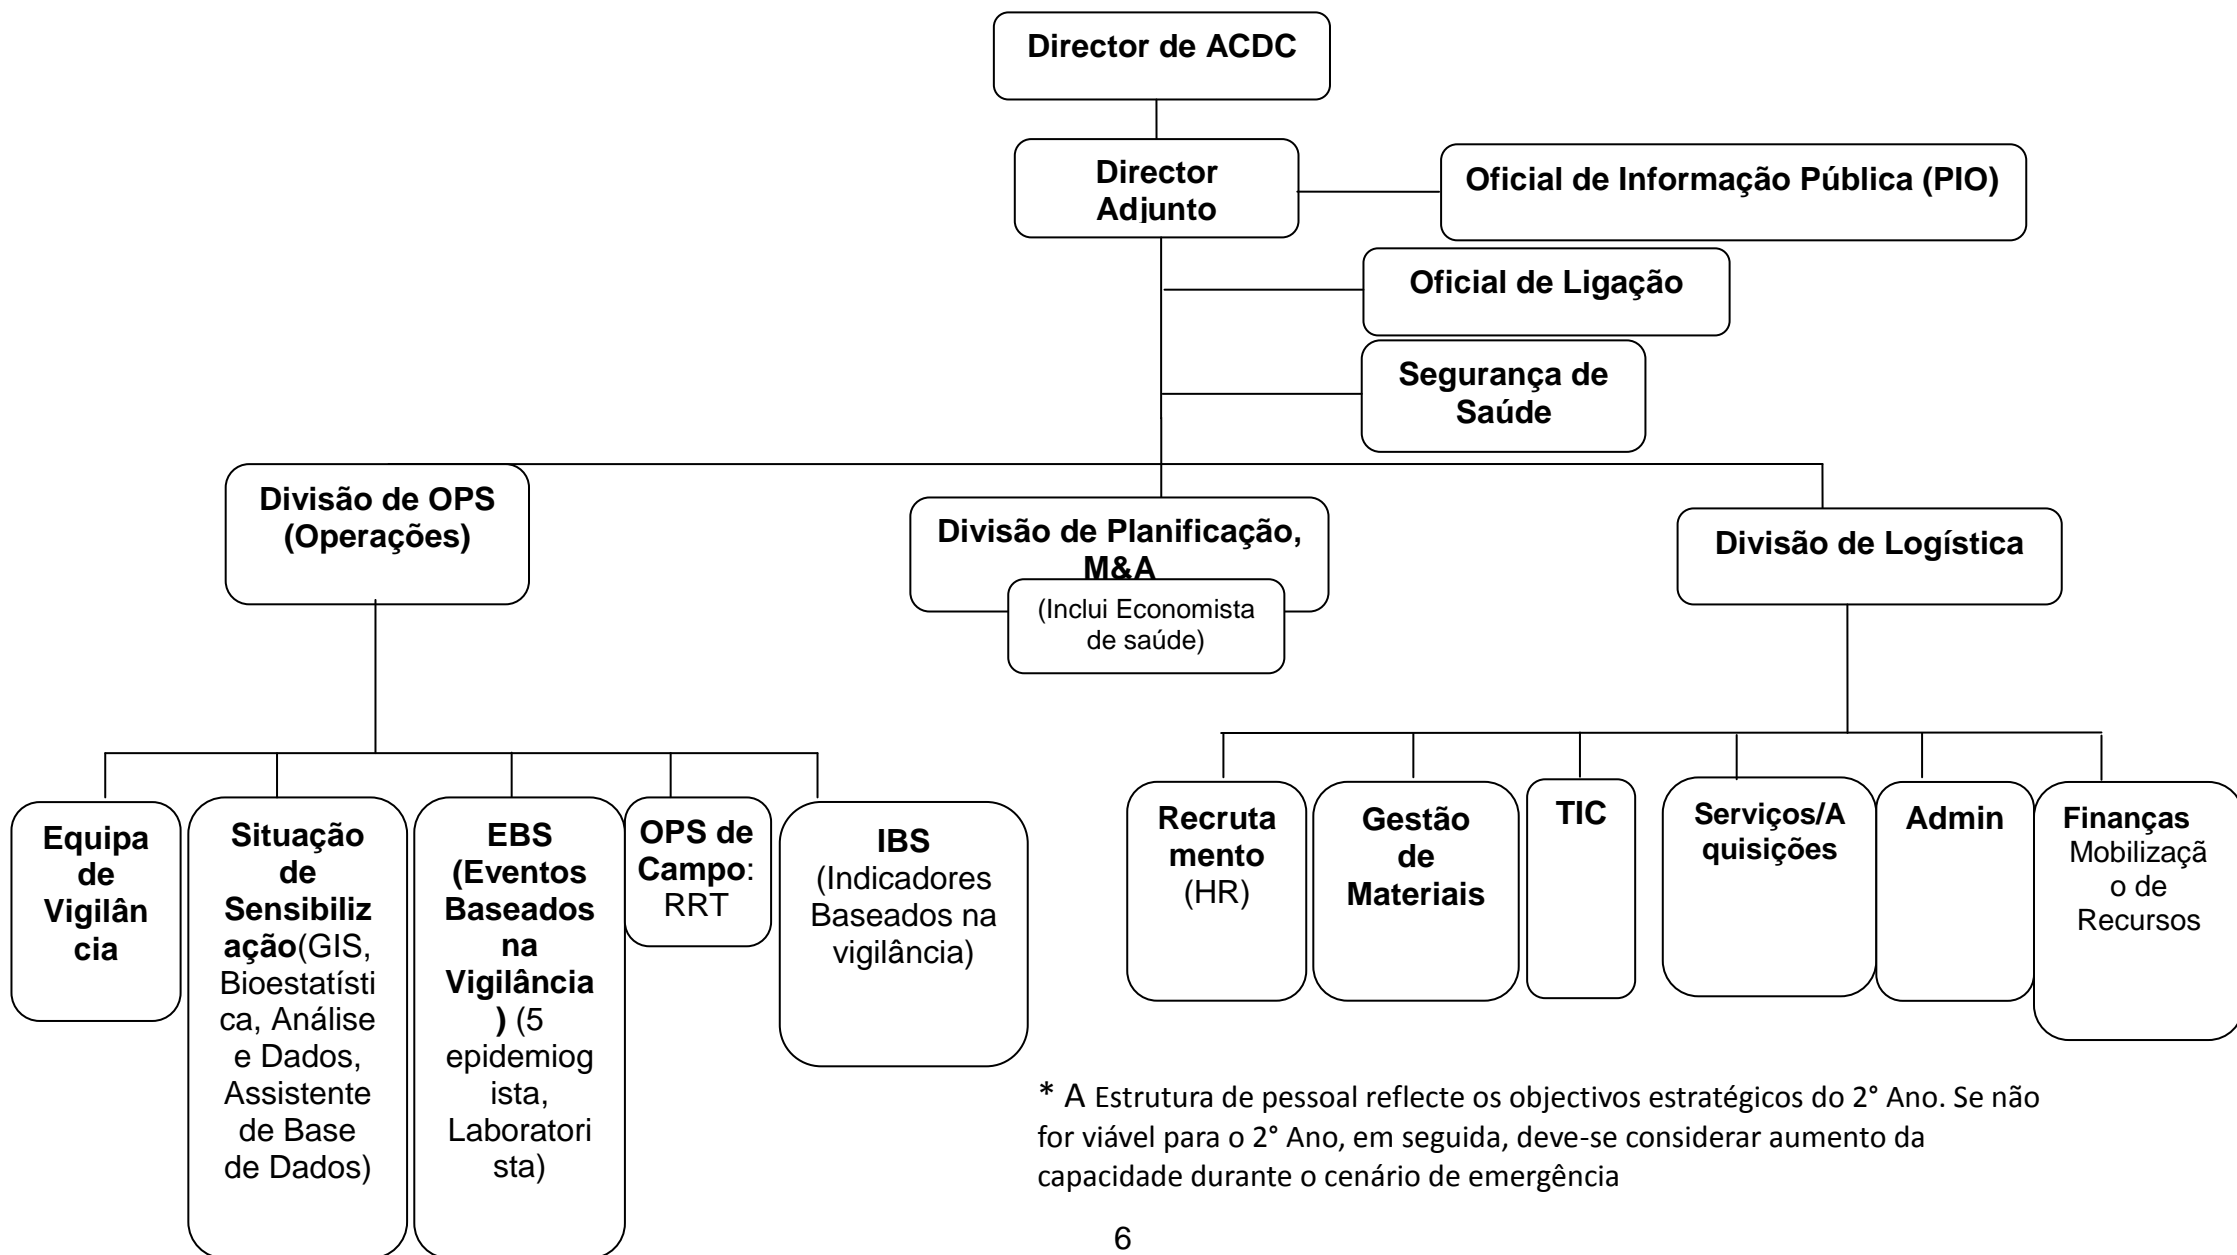 Director de ACDC
Director
Adjunto
Oficial de Informação Pública (PIO)
Oficial de Ligação
Segurança de
Saúde
Divisão de OPS
(Operações)
Divisão de Planificação,
M&A
(Inclui Economista
de saúde)
Divisão de Logística
Equipa
de
Vigilân
cia
Situação
de
Sensibiliz
ação(GIS,
Bioestatísti
ca, Análise
e Dados,
Assistente
de Base
de Dados)
EBS
(Eventos
Baseados
na
Vigilância
) (5
epidemiog
ista,
Laboratori
sta)
OPS de
Campo:
RRT
IBS
(Indicadores
Baseados na
vigilância)
Recruta
mento
(HR)
Gestão
de
Materiais
TIC
Serviços/A
quisições
Admin
Finanças
Mobilizaçã
o de
Recursos
* A Estrutura de pessoal reflecte os objectivos estratégicos do 2° Ano. Se não
for viável para o 2° Ano, em seguida, deve-se considerar aumento da
capacidade durante o cenário de emergência
6